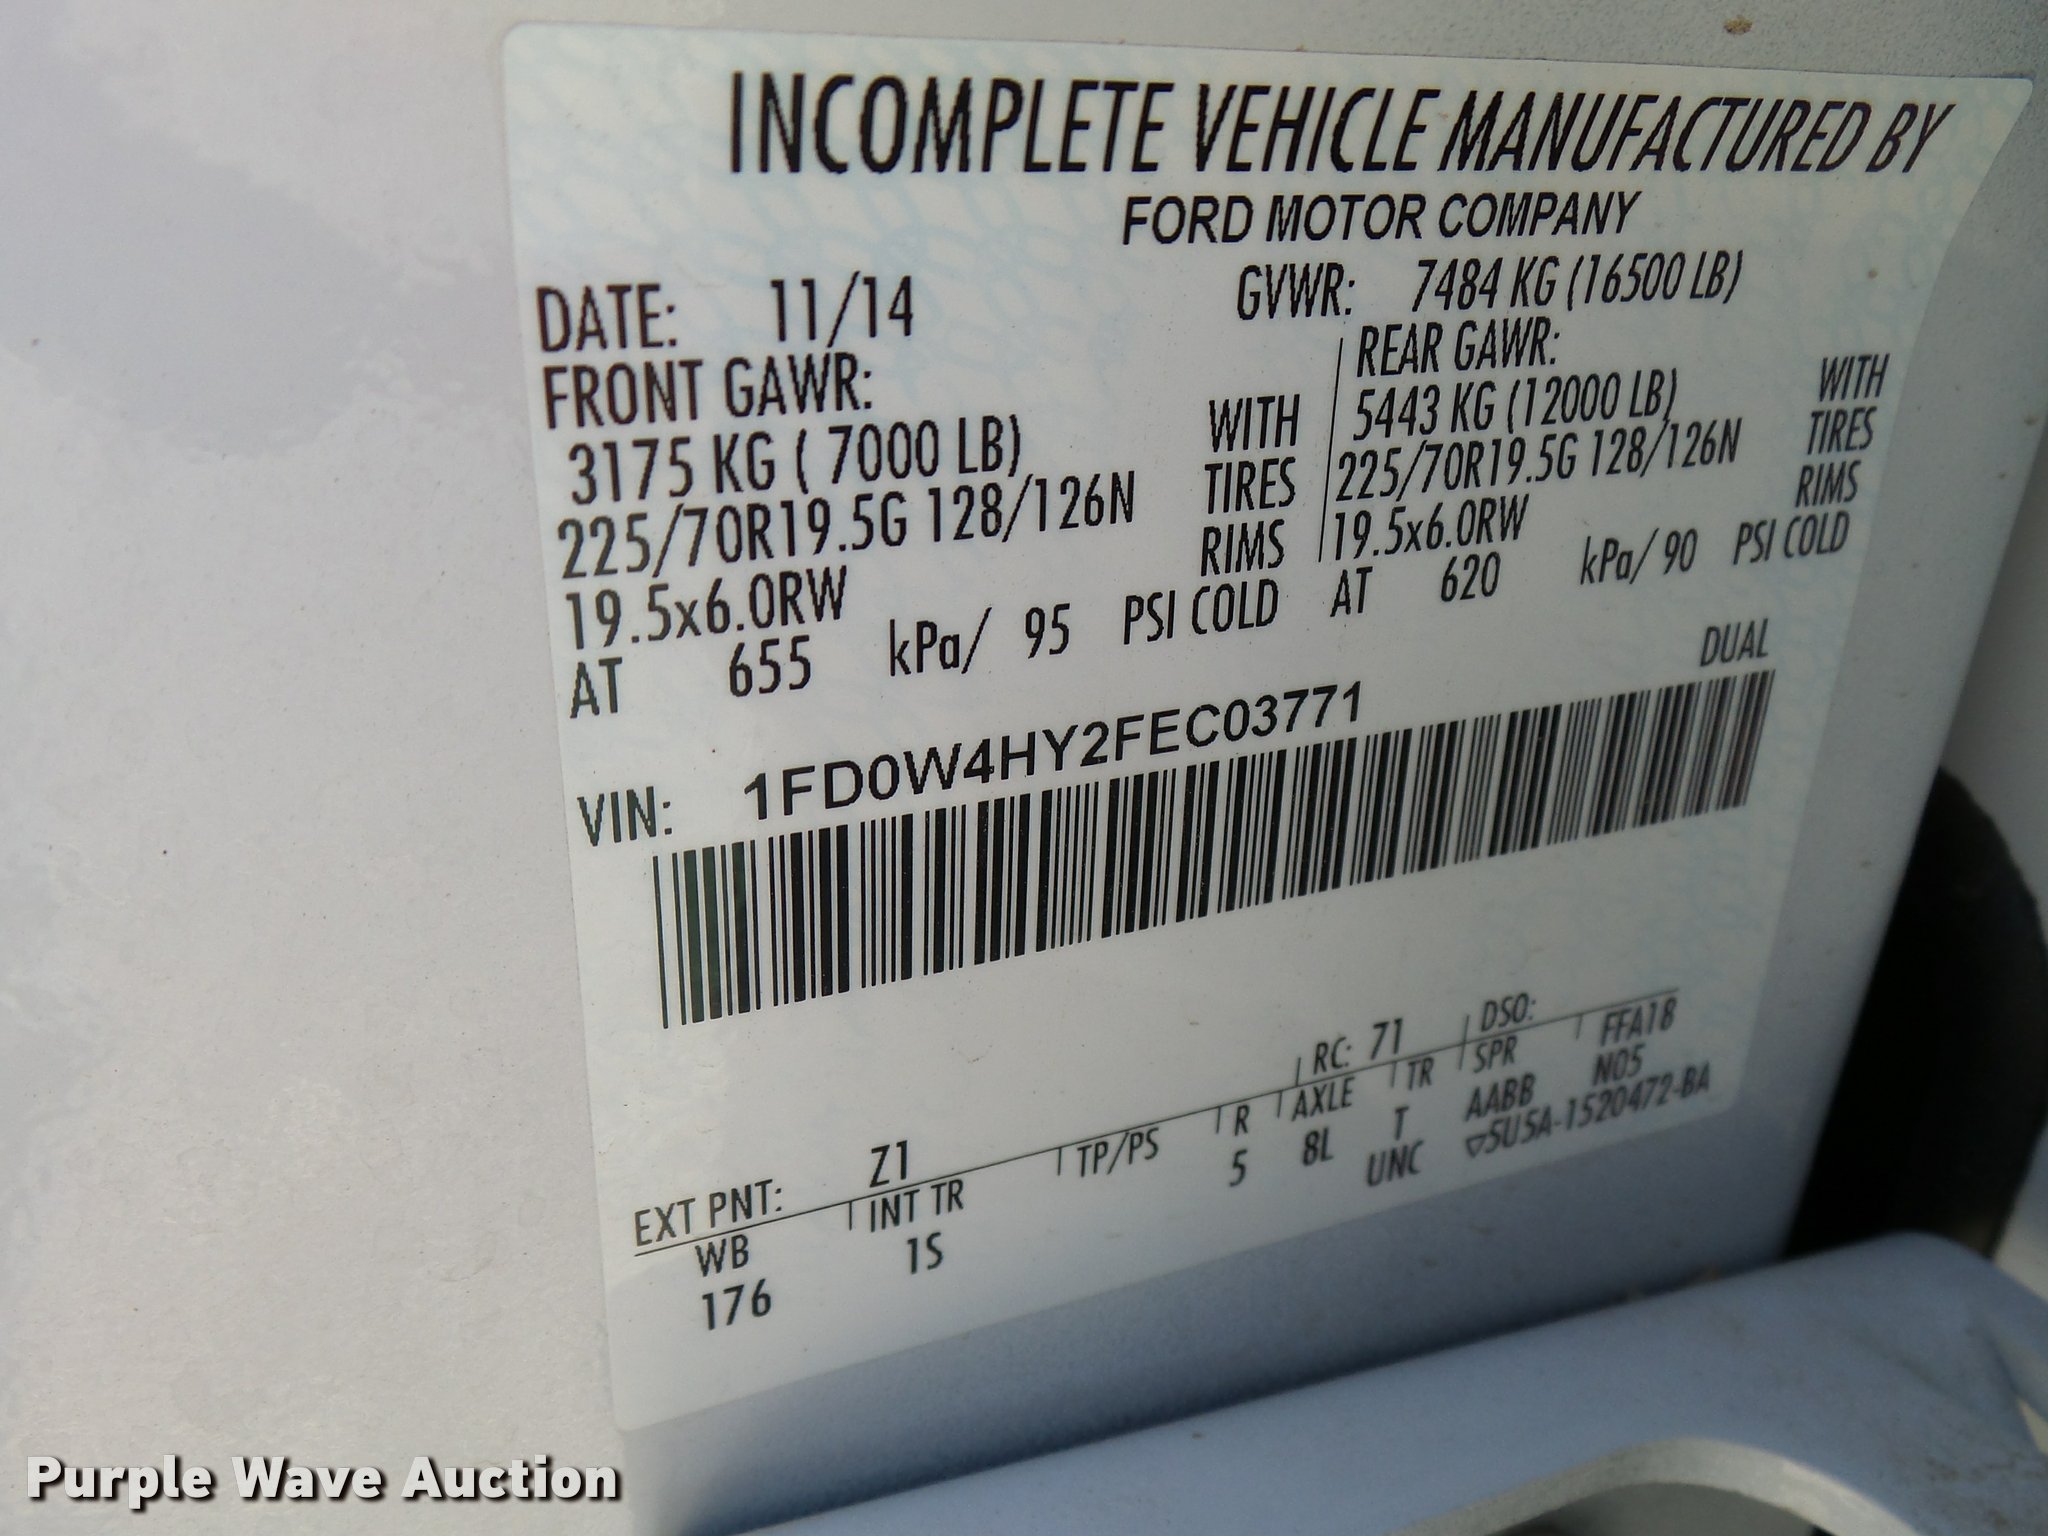 INCOMPLETE VEHICLE MANUFACTURED BY
FORD MOTOR COMPANY
DATE: 11/14 GVWR: 7484 KG (16500 LB)
FRONT GAWR: REAR GAWR:
3175 KG ( 7000 LB) WITH 5443 KG (12000 LB) WITH
225/70R19.5G 128/126N TIRES 225/70R19.5G 128/126N TIRES
19.5x6.0RW RIMS 19.5x6.0RW RIMS
AT 655 kPa/ 95 PSI COLD AT 620 kPa/ 90 PSI COLD
DUAL
VIN: 1FD0W4HY2FEC03771
EXT PNT: Z1 RC: 71 DSO:
WB INT TR TP/PS R AXLE TR SPR FFA18
176 1S 5 8L T AABB N05
UNC ▽5U5A-1520472-BA
Purple Wave Auction